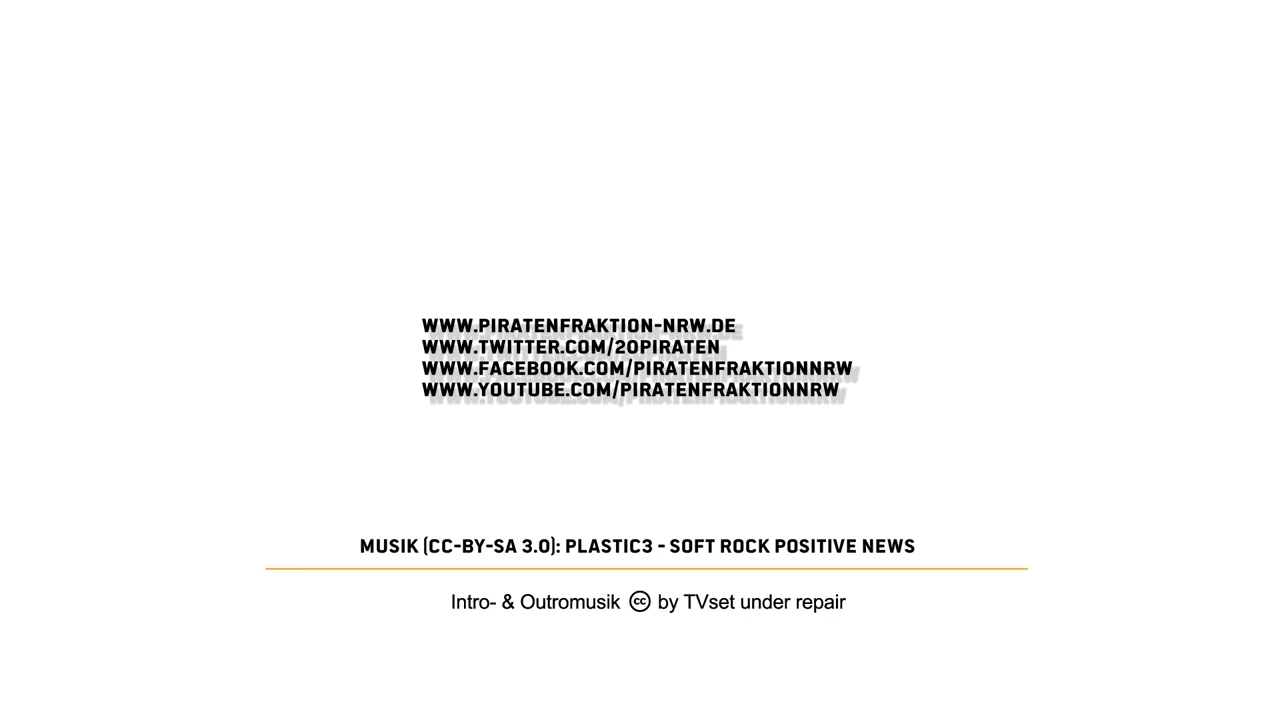 WWW.PIRATENFRAKTION-NRW.DE
WWW.TWITTER.COM/20PIRATEN
WWW.FACEBOOK.COM/PIRATENFRAKTIONNRW
WWW.YOUTUBE.COM/PIRATENFRAKTIONNRW
MUSIK (CC-BY-SA 3.0): PLASTIC3 - SOFT ROCK POSITIVE NEWS
Intro- & Outromusik cc by TVset under repair